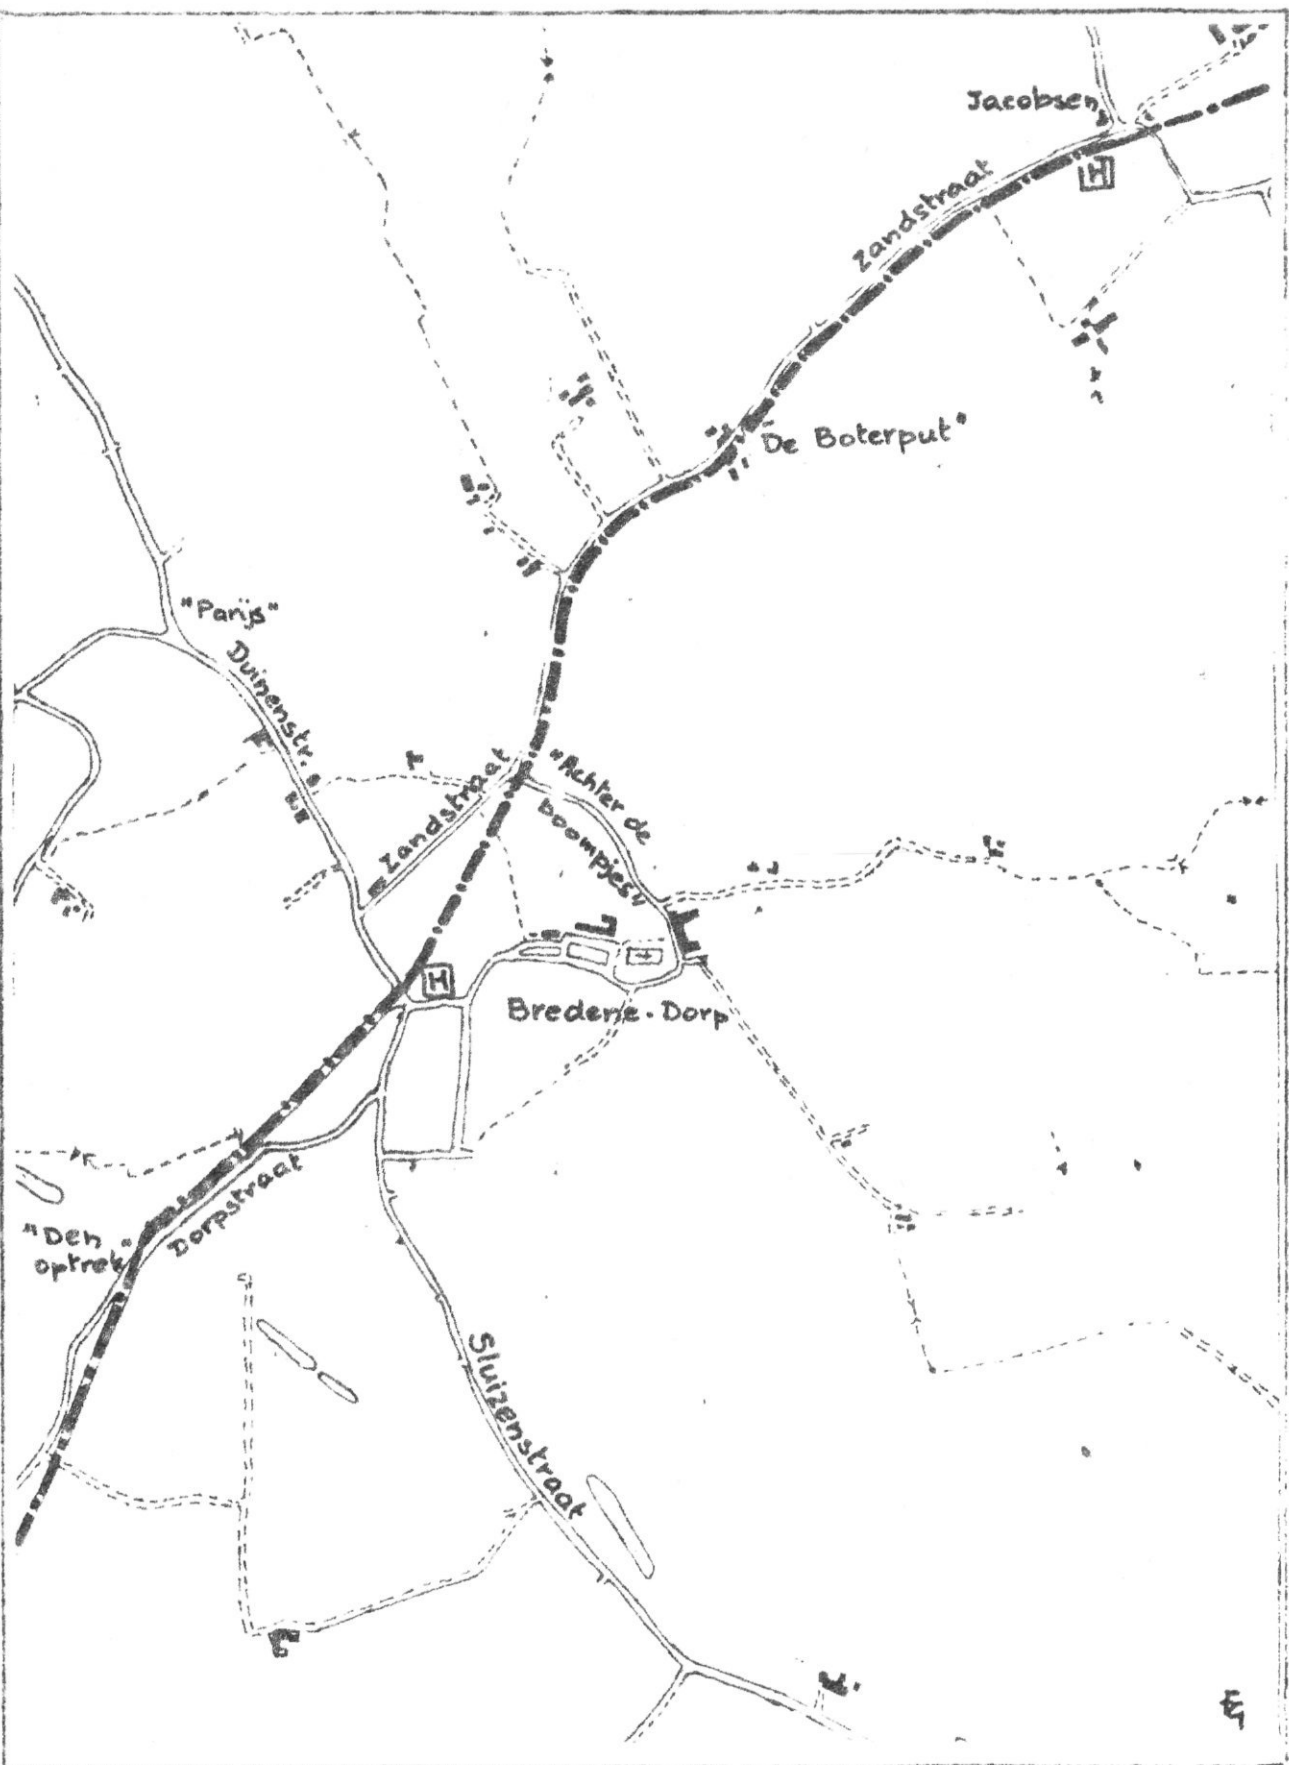 Jacobsen
H
Zandstraat
De Boterput"
"Parijs"
Duinenstr.
"Achter de
boompjes"
Zandstraat
H
Bredene-Dorp
Dorpstraat
"Den
optrek"
Sluizenstraat